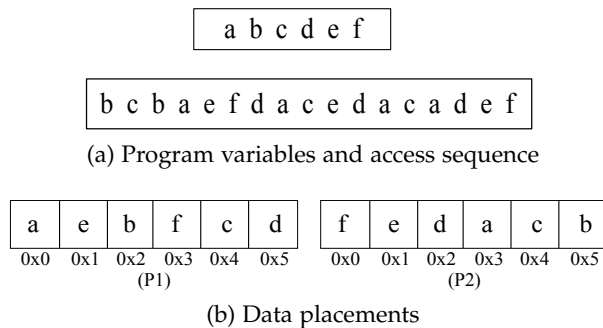 a b c d e f
b c b a e f d a c e d a c a d e f
(a) Program variables and access sequence
a e b f c d f e d a c b
0x0 0x1 0x2 0x3 0x4 0x5 0x0 0x1 0x2 0x3 0x4 0x5
(P1) (P2)
(b) Data placements